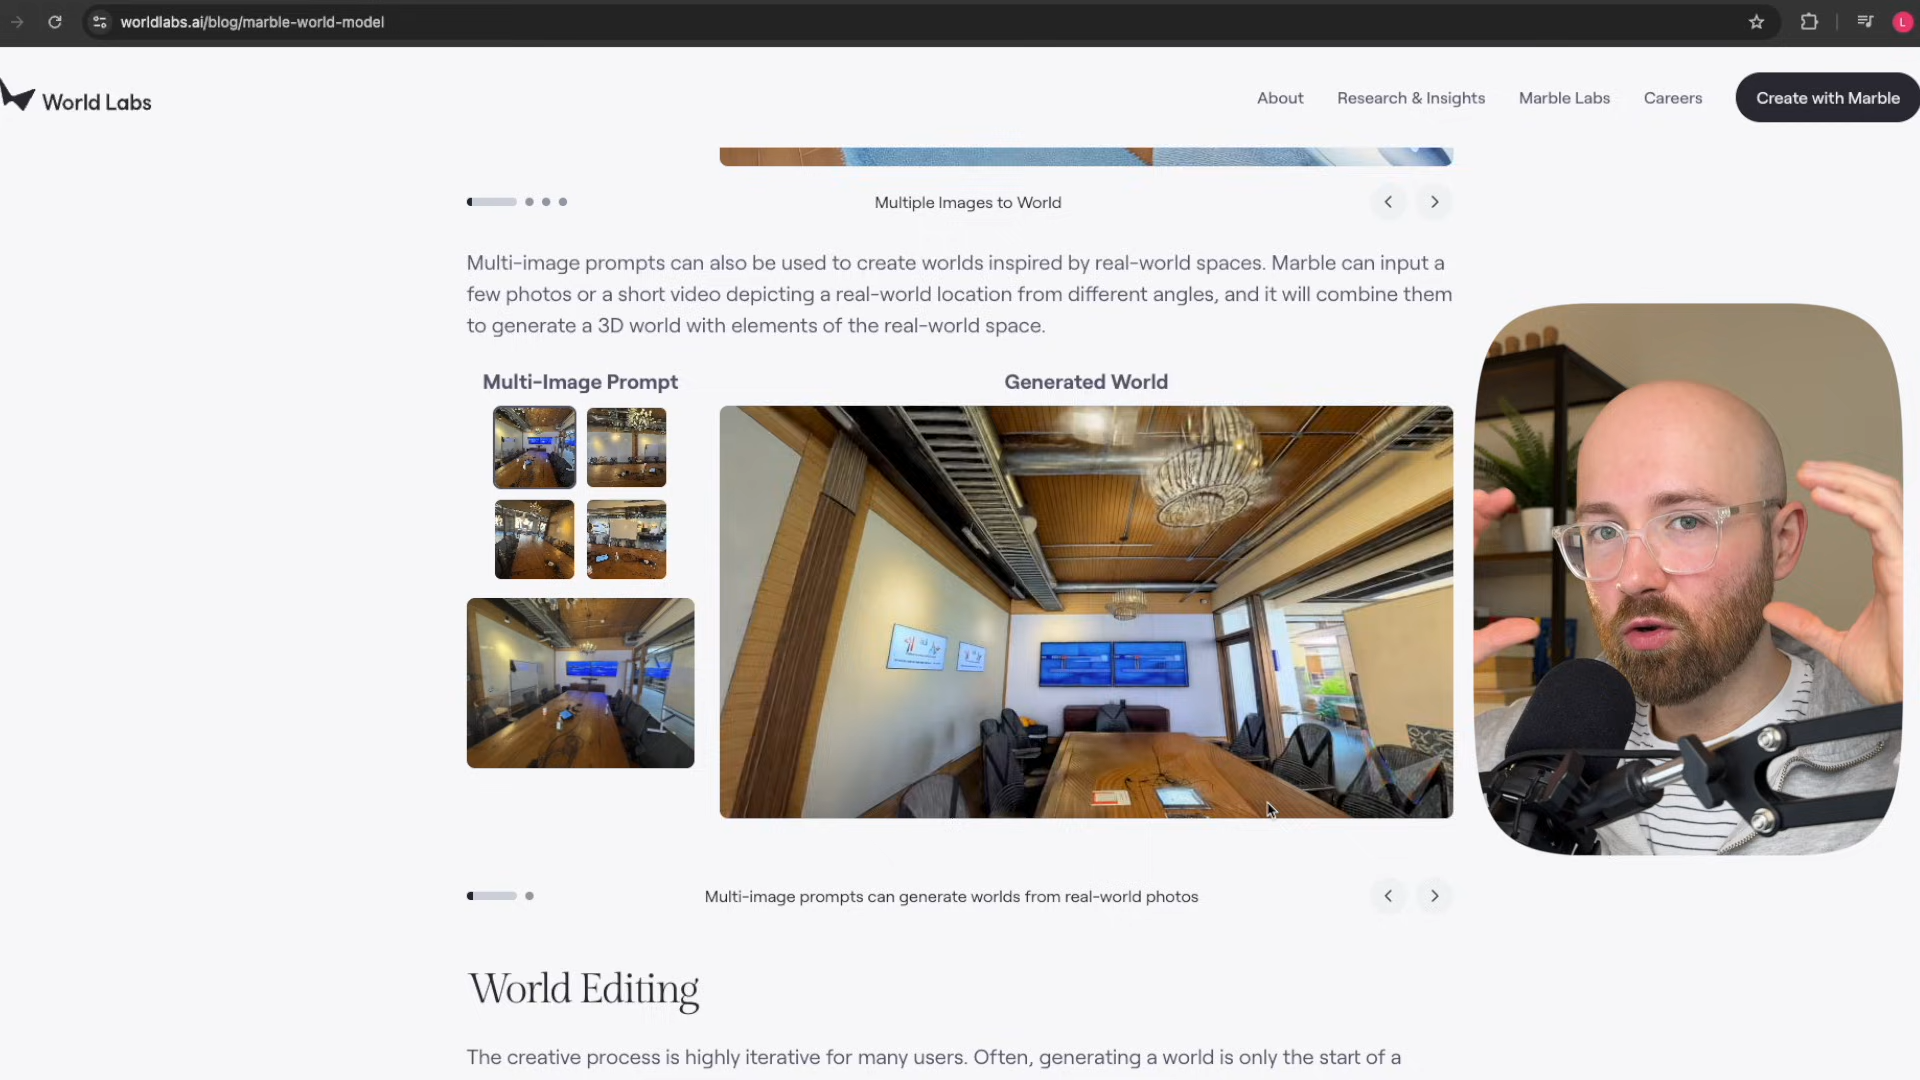 worldlabs.ai/blog/marble-world-model
L
World Labs
About
Research & Insights
Marble Labs
Careers
Create with Marble
Multiple Images to World
Multi-image prompts can also be used to create worlds inspired by real-world spaces. Marble can input a
few photos or a short video depicting a real-world location from different angles, and it will combine them
to generate a 3D world with elements of the real-world space.
Multi-Image Prompt
Generated World
Multi-image prompts can generate worlds from real-world photos
World Editing
The creative process is highly iterative for many users. Often, generating a world is only the start of a